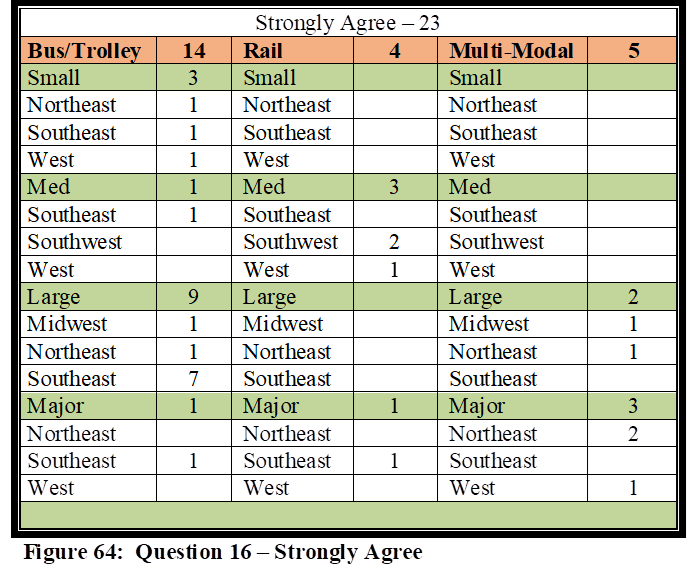 Strongly Agree – 23
Bus/Trolley 14 Rail 4 Multi-Modal 5
Small 3 Small Small
Northeast 1 Northeast Northeast
Southeast 1 Southeast Southeast
West 1 West West
Med 1 Med 3 Med
Southeast 1 Southeast Southeast
Southwest Southwest 2 Southwest
West West 1 West
Large 9 Large Large 2
Midwest 1 Midwest Midwest 1
Northeast 1 Northeast Northeast 1
Southeast 7 Southeast Southeast
Major 1 Major 1 Major 3
Northeast Northeast Northeast 2
Southeast 1 Southeast 1 Southeast
West West West 1
Figure 64: Question 16 – Strongly Agree